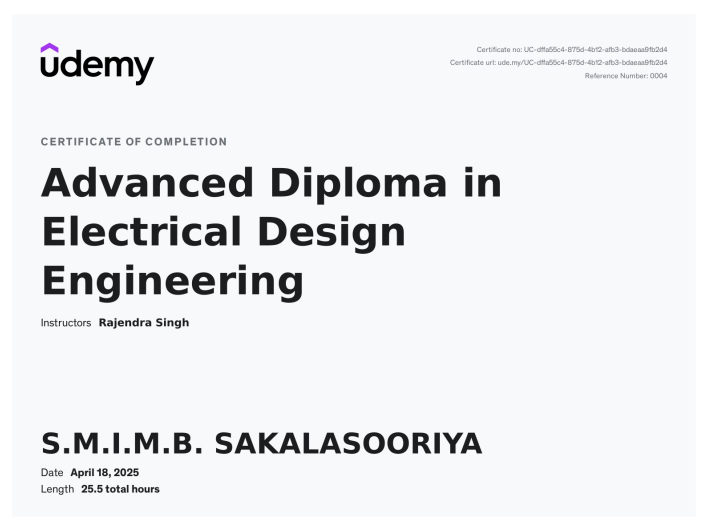 udemy
Certificate no: UC-dffa55c4-875d-4b12-afb3-bdaeaa9fb2d4
Certificate url: ude.my/UC-dffa55c4-875d-4b12-afb3-bdaeaa9fb2d4
Reference Number: 0004
CERTIFICATE OF COMPLETION
Advanced Diploma in
Electrical Design
Engineering
Instructors Rajendra Singh
S.M.I.M.B. SAKALASOORIYA
Date April 18, 2025
Length 25.5 total hours